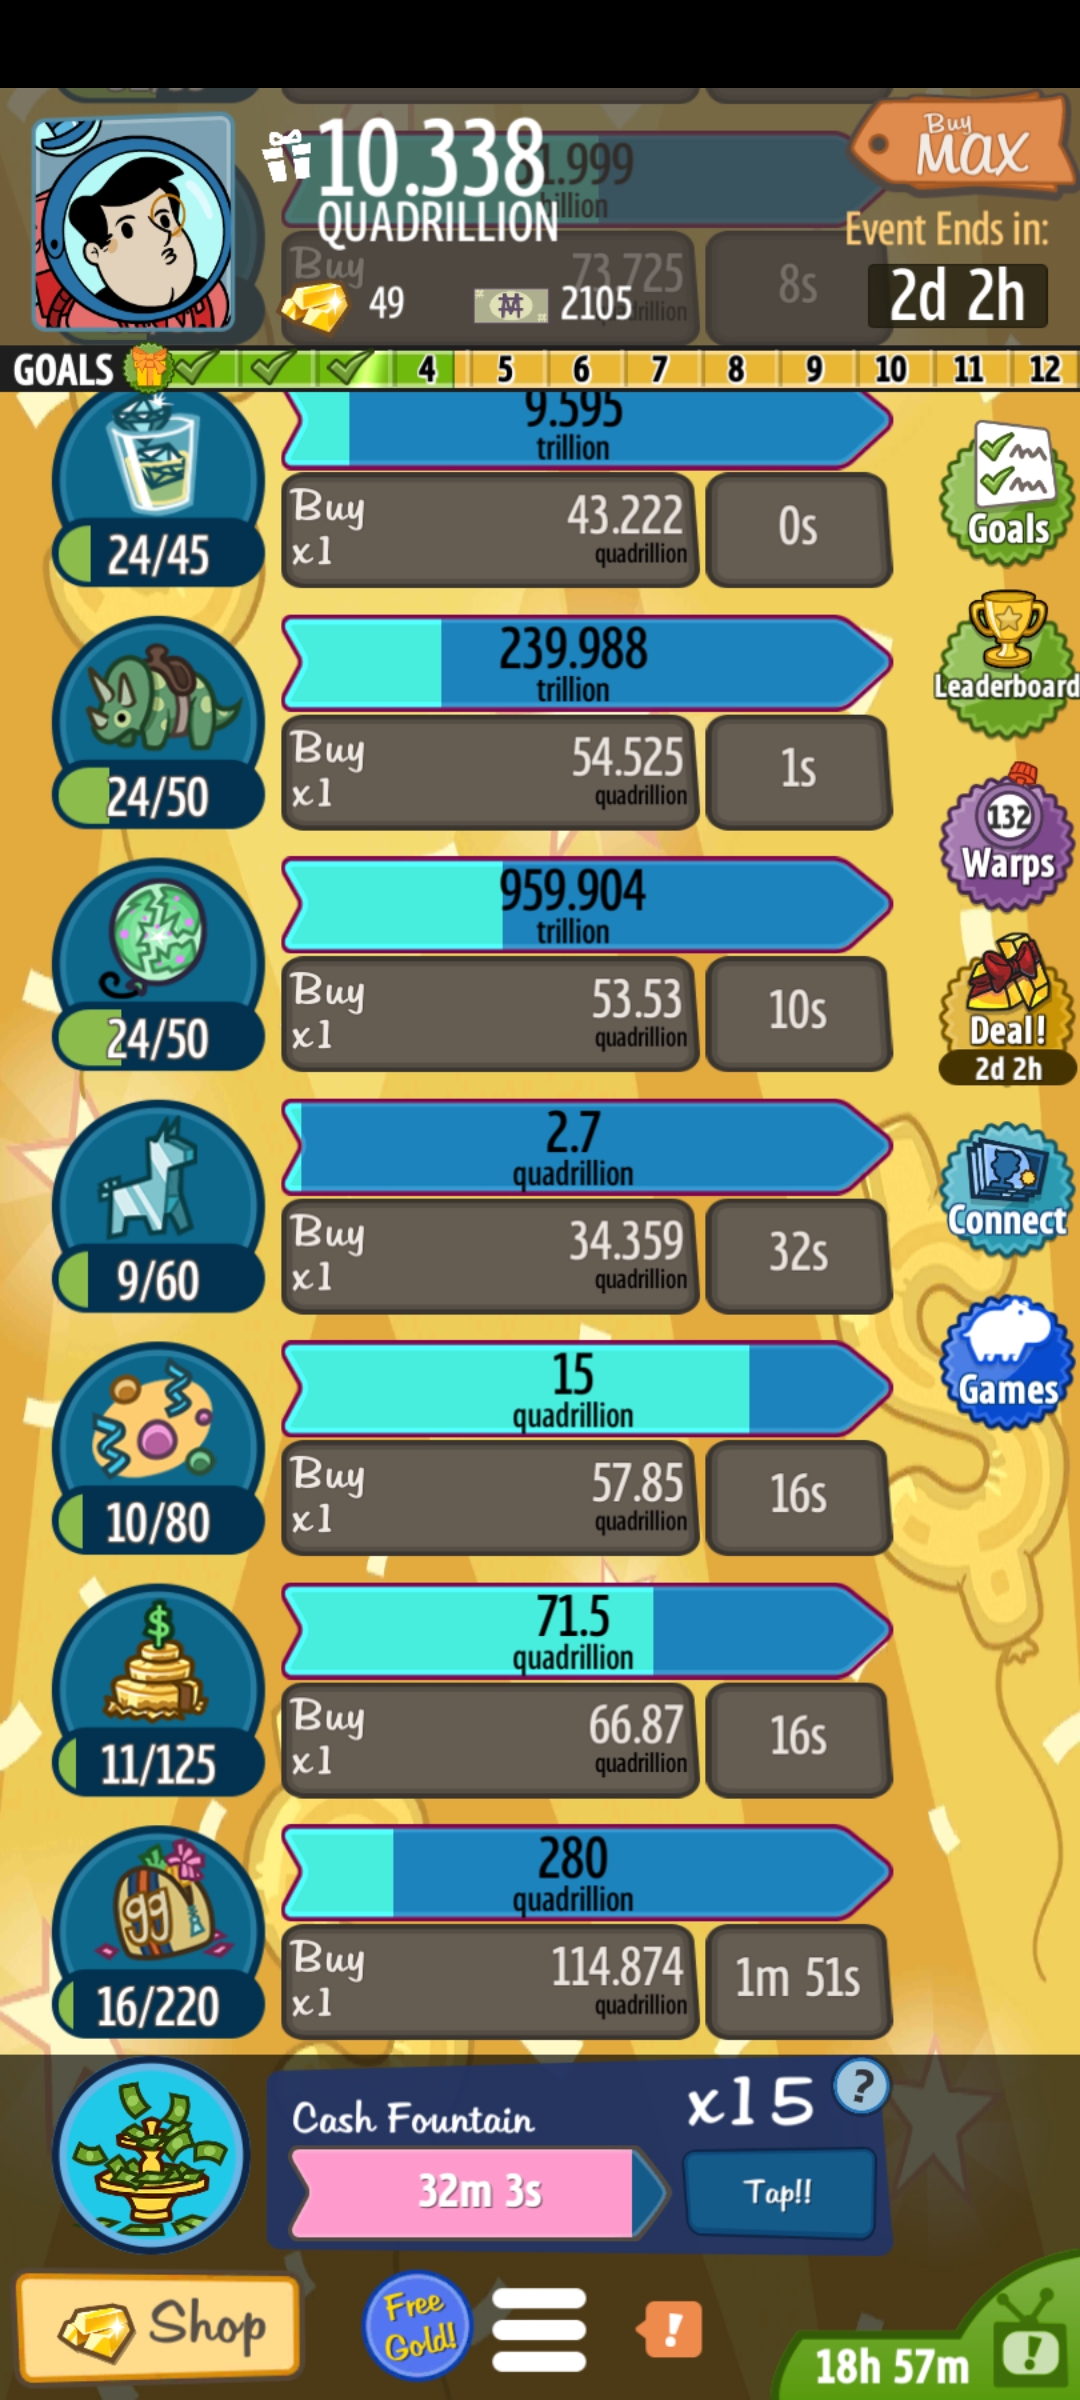 10.338
QUADRILLION
Buy
MAX
Event Ends in:
2d 2h
Buy
73.725
8s
49
2105
GOALS
4 5 6 7 8 9 10 11 12
9.595
trillion
Buy
x1
43.222
quadrillion
0s
24/45
Goals
239.988
trillion
Buy
x1
54.525
quadrillion
1s
24/50
Leaderboard
132
Warps
959.904
trillion
Buy
x1
53.53
quadrillion
10s
24/50
Deal!
2d 2h
2.7
quadrillion
Buy
x1
34.359
quadrillion
32s
9/60
Connect
15
quadrillion
Buy
x1
57.85
quadrillion
16s
10/80
Games
$
71.5
quadrillion
Buy
x1
66.87
quadrillion
16s
11/125
gg
280
quadrillion
Buy
x1
114.874
quadrillion
1m 51s
16/220
Cash Fountain
x15
?
32m 3s
Tap!!
Shop
Free
Gold!
!
18h 57m
!